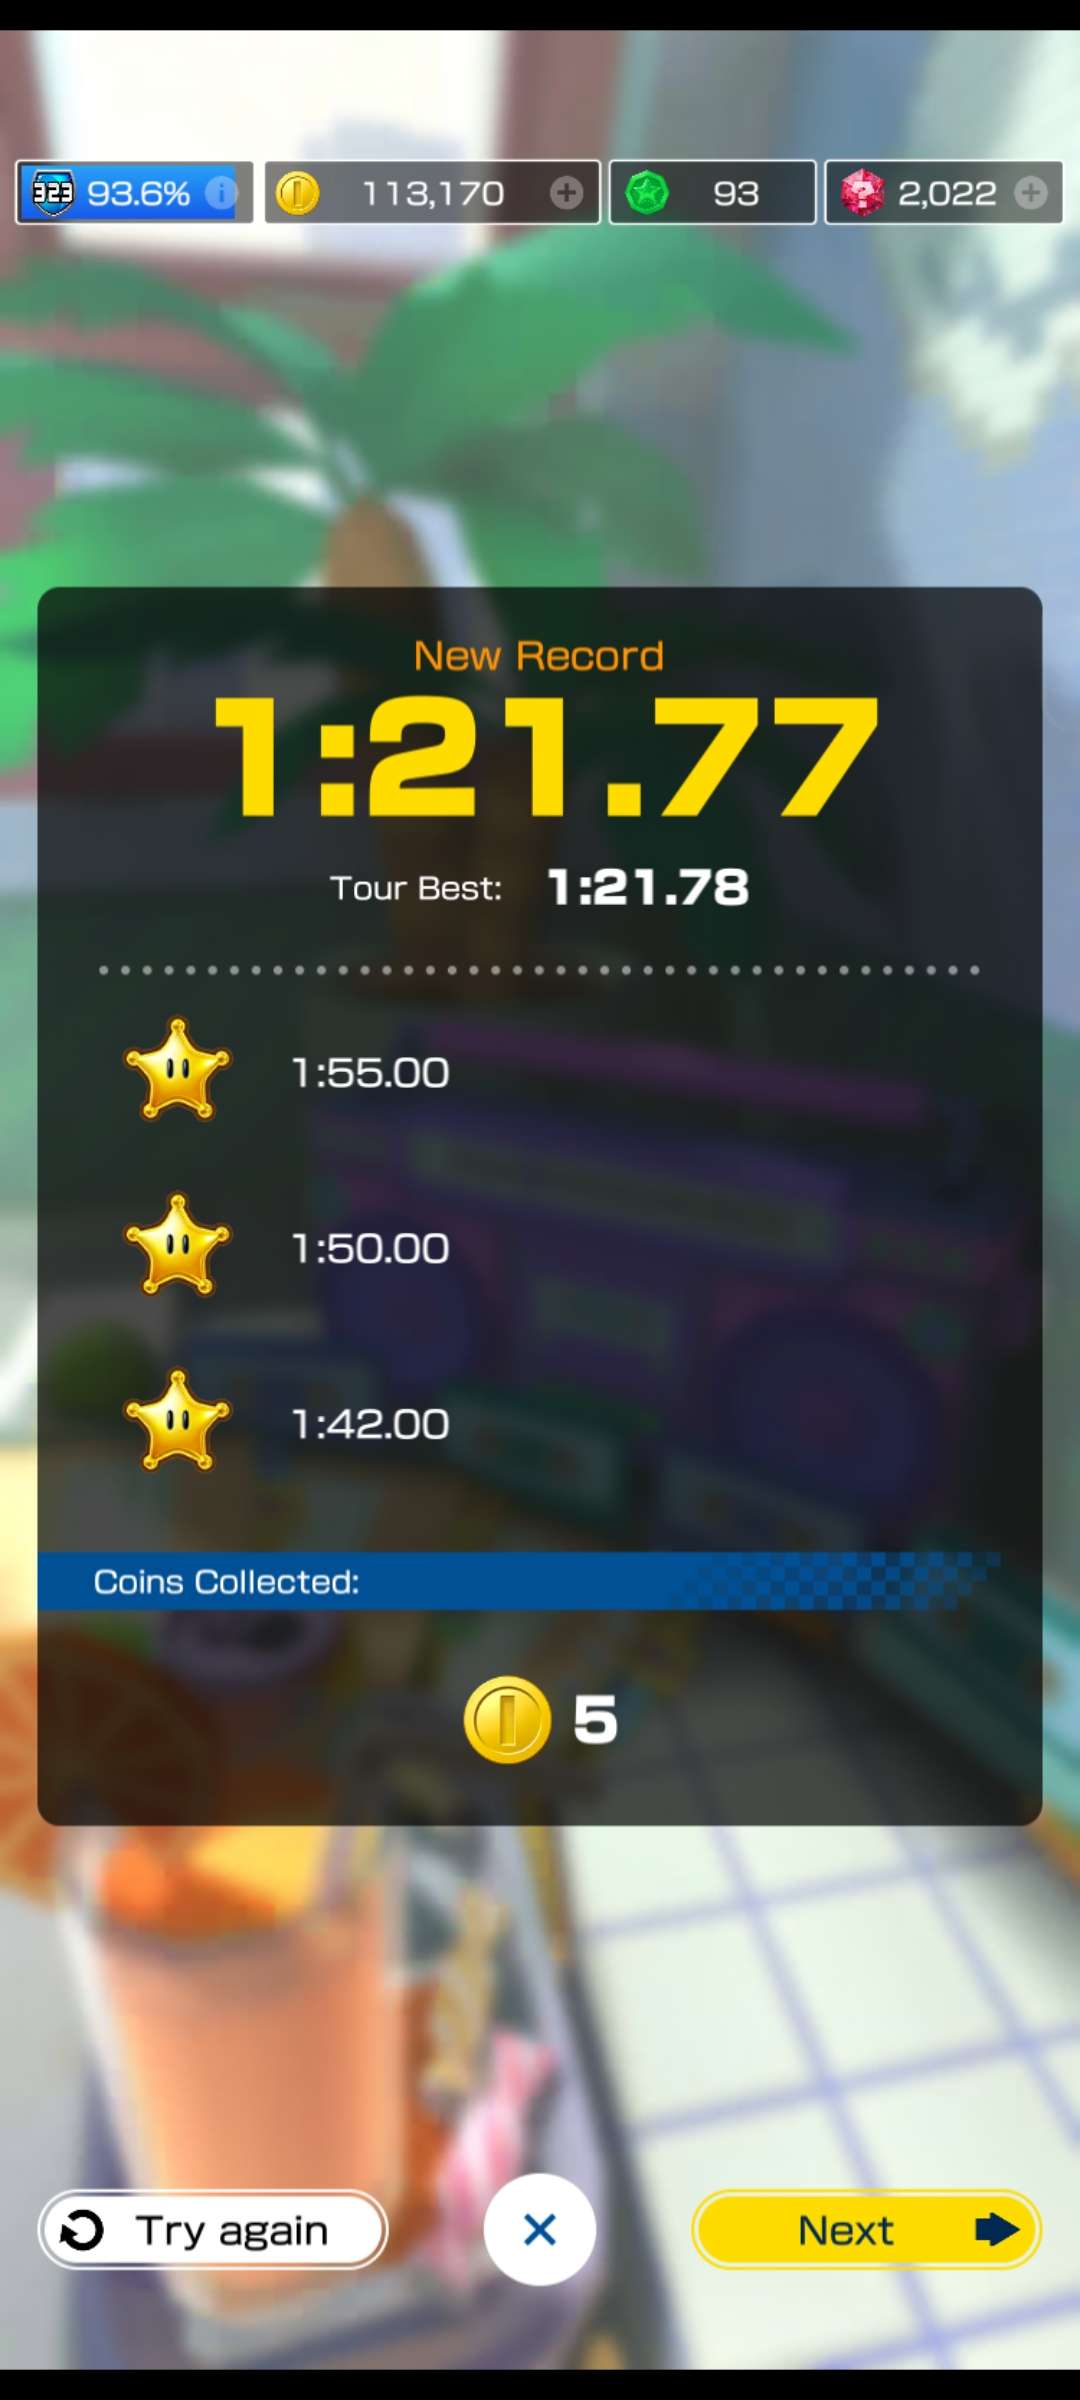 323 93.6% i 113,170 + 93 ? 2,022 +
New Record
1:21.77
Tour Best: 1:21.78
1:55.00
1:50.00
1:42.00
Coins Collected:
5
Try again × Next